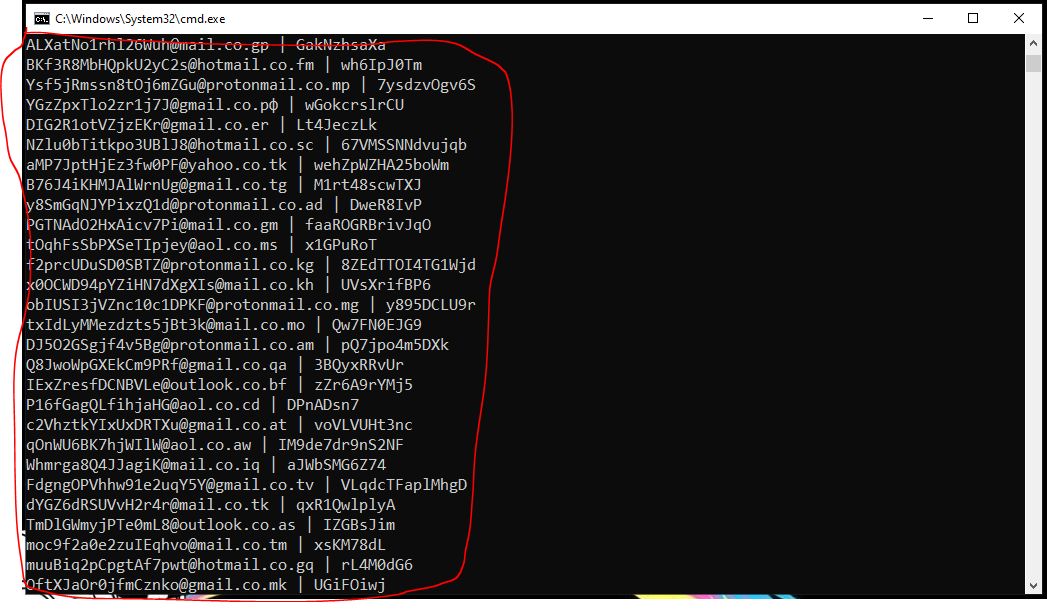 C:\Windows\System32\cmd.exe
ALXatNo1rhl26Wuh@mail.co.gp | GakNzhsaXa
BKf3R8MbHQpkU2yC2s@hotmail.co.fm | wh6IpJ0Tm
Ysf5jRmssn8tOj6mZGu@protonmail.co.mp | 7ysdzvOgv6S
YGzZpxTlo2zr1j7J@gmail.co.рф | wGokcrslrCU
DIG2R1otVZjzEKr@gmail.co.er | Lt4JeczLk
NZlu0bTitkpo3UBlJ8@hotmail.co.sc | 67VMSSNNdvujqb
aMP7JptHjEz3fw0PF@yahoo.co.tk | wehZpWZHA25boWm
B76J4iKHMJAlWrnUg@gmail.co.tg | M1rt48scwTXJ
y8SmGqNJYPixzQ1d@protonmail.co.ad | DweR8IvP
PGTNAdO2HxAicv7Pi@mail.co.gm | faaROGRBrivJqO
tOqhFsSbPXSeTIpjey@aol.co.ms | x1GPuRoT
f2prcUDuSD0SBTZ@protonmail.co.kg | 8ZEdTTOI4TG1Wjd
x0OCWD94pYZiHN7dXgXIs@mail.co.kh | UVsXrifBP6
obIUSI3jVZnc10c1DPKF@protonmail.co.mg | y895DCLU9r
txIdLyMMezdzts5jBt3k@mail.co.mo | Qw7FN0EJG9
DJ5O2GSgjf4v5Bg@protonmail.co.am | pQ7jpo4m5DXk
Q8JwoWpGXEkCm9PRf@gmail.co.qa | 3BQyxRRvUr
IExZresfDCNBVLe@outlook.co.bf | zZr6A9rYMj5
P16fGagQLfihjaHG@aol.co.cd | DPnADsn7
c2VhztkYIxUxDRTXu@gmail.co.at | voVLVUHt3nc
qOnWU6BK7hjWIlW@aol.co.aw | IM9de7dr9nS2NF
Whmrga8Q4JJagiK@mail.co.iq | aJWbSMG6Z74
FdgngOPVhhw91e2uqY5Y@gmail.co.tv | VLqdcTFaplMhgD
dYGZ6dRSUVvH2r4r@mail.co.tk | qxR1QwlplyA
TmDlGWmyjPTe0mL8@outlook.co.as | IZGBsJim
moc9f2a0e2zuIEqhvo@mail.co.tm | xsKM78dL
muuBiq2pCpgtAf7pwt@hotmail.co.gq | rL4M0dG6
OftXJaOr0jfmCznko@gmail.co.mk | UGiFOiwj